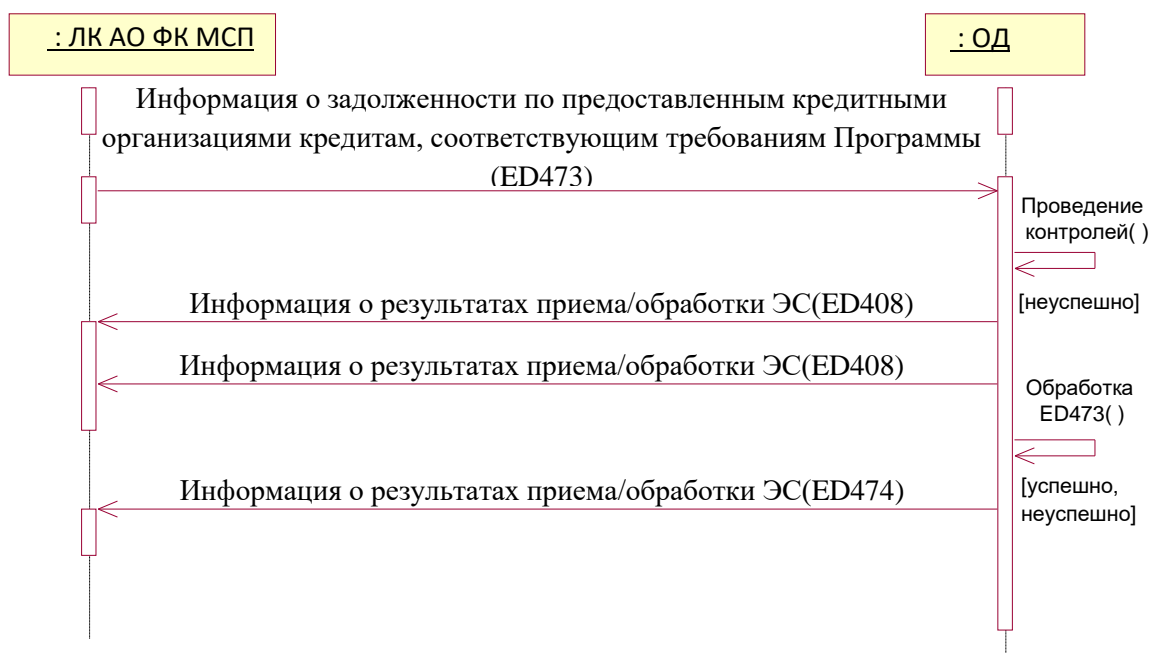 : ЛК АО ФК МСП
: ОД
Информация о задолженности по предоставленным кредитными
организациями кредитам, соответствующим требованиям Программы
(ED473)
Проведение
контролей( )
Информация о результатах приема/обработки ЭС(ED408)
[неуспешно]
Информация о результатах приема/обработки ЭС(ED408)
Обработка
ED473( )
Информация о результатах приема/обработки ЭС(ED474)
[успешно,
неуспешно]